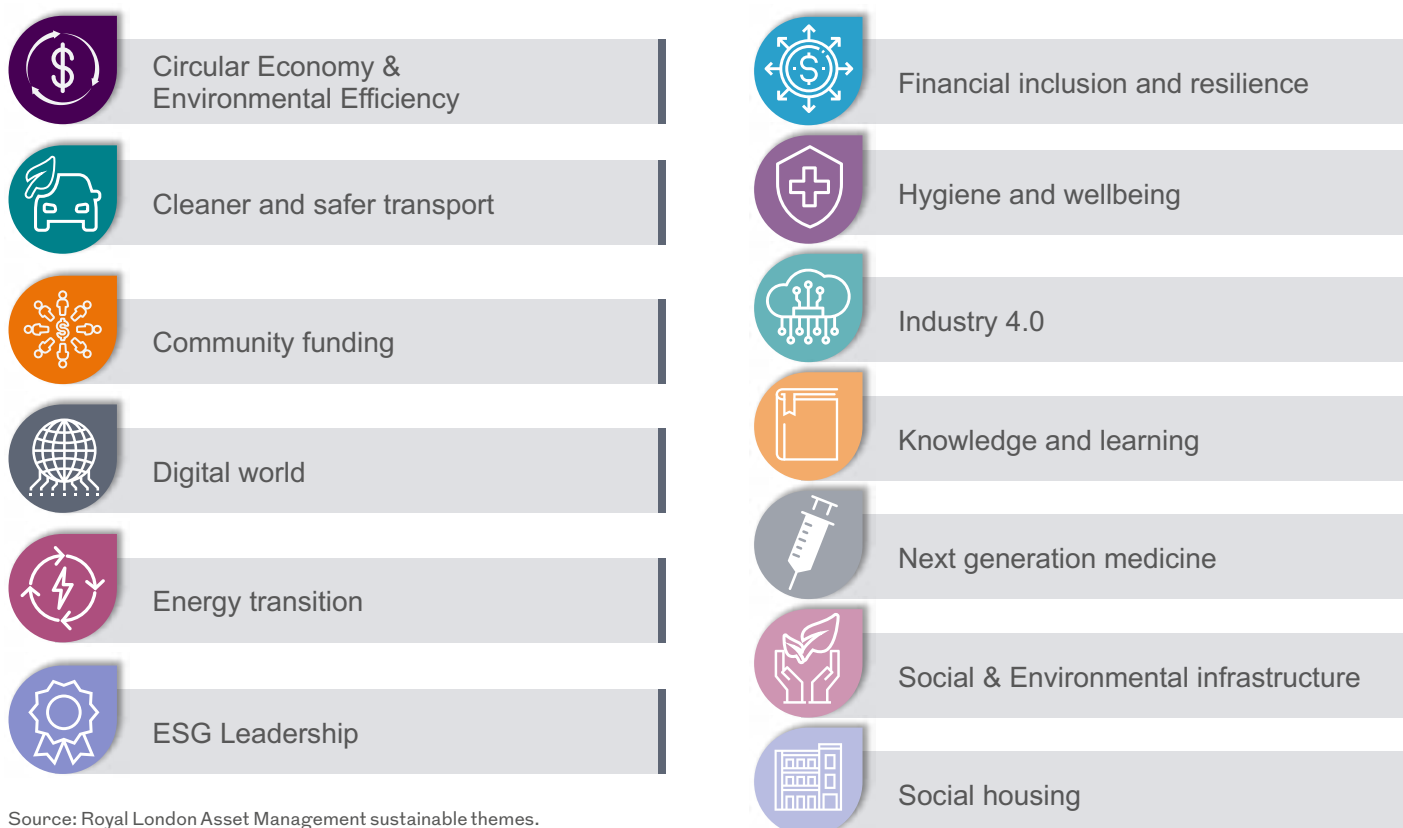 Circular Economy &
Environmental Efficiency
Cleaner and safer transport
Community funding
Digital world
Energy transition
ESG Leadership
Source: Royal London Asset Management sustainable themes.
Financial inclusion and resilience
Hygiene and wellbeing
Industry 4.0
Knowledge and learning
Next generation medicine
Social & Environmental infrastructure
Social housing